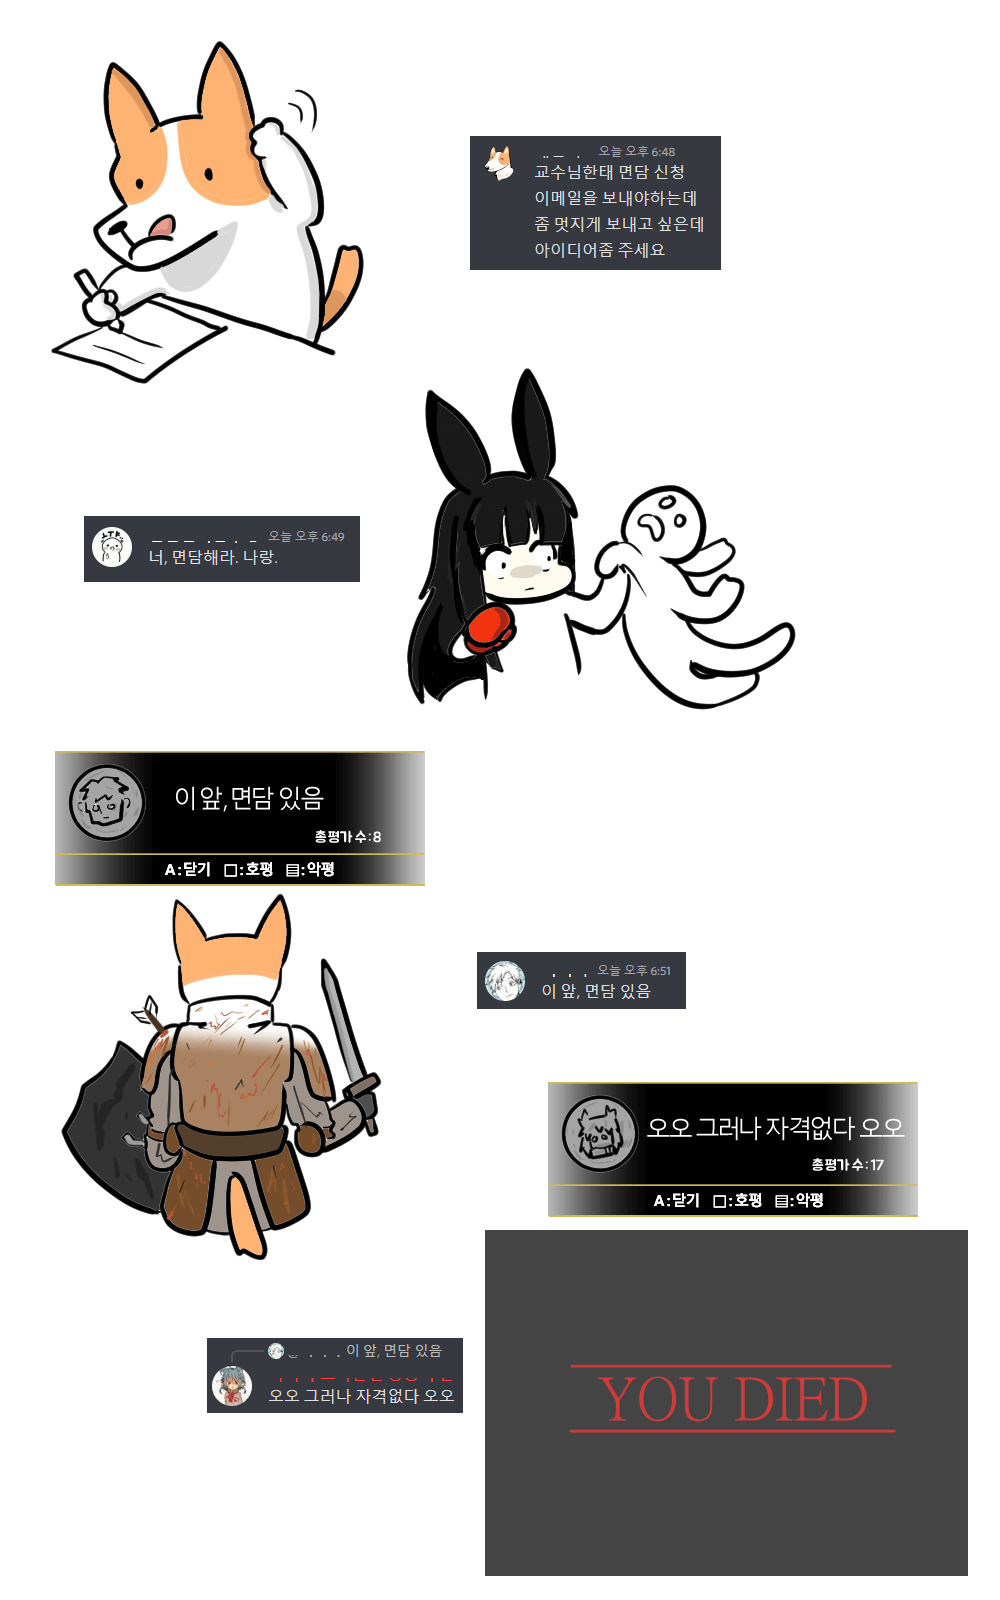 오늘 오후 6:48
교수님한태 면담 신청
이메일을 보내야하는데
좀 멋지게 보내고 싶은데
아이디어좀 주세요
오늘 오후 6:49
너, 면담해라. 나랑.
이 앞, 면담 있음
총평가 수:8
A:닫기 □:호평 ▤:악평
오늘 오후 6:51
이 앞, 면담 있음
오오 그러나 자격없다 오오
총평가 수:17
A:닫기 □:호평 ▤:악평
이 앞, 면담 있음
오오 그러나 자격없다 오오
YOU DIED